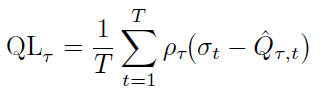 QL_τ = \frac{1}{T} \sum_{t=1}^{T} ρ_τ(σ_t − \hat{Q}_{τ,t})